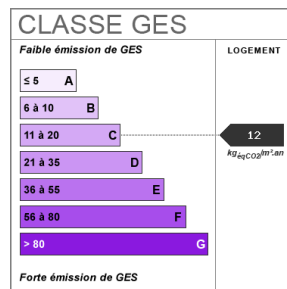 CLASSE GES
Faible émission de GES
LOGEMENT
≤ 5 A
6 à 10 B
11 à 20 C
12
kgéqCO2/m².an
21 à 35 D
36 à 55 E
56 à 80 F
> 80 G
Forte émission de GES